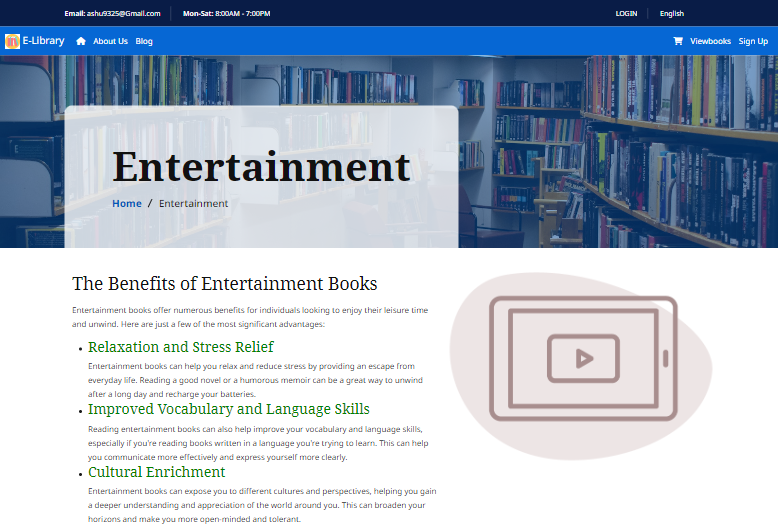 Email: ashu9325@Gmail.com Mon-Sat: 8:00AM - 7:00PM LOGIN English
E-Library About Us Blog Viewbooks Sign Up
Entertainment
Home / Entertainment
The Benefits of Entertainment Books
Entertainment books offer numerous benefits for individuals looking to enjoy their leisure time
and unwind. Here are just a few of the most significant advantages:
• Relaxation and Stress Relief
Entertainment books can help you relax and reduce stress by providing an escape from
everyday life. Reading a good novel or a humorous memoir can be a great way to unwind
after a long day and recharge your batteries.
• Improved Vocabulary and Language Skills
Reading entertainment books can also help improve your vocabulary and language skills,
especially if you're reading books written in a language you're trying to learn. This can help
you communicate more effectively and express yourself more clearly.
• Cultural Enrichment
Entertainment books can expose you to different cultures and perspectives, helping you gain
a deeper understanding and appreciation of the world around you. This can broaden your
horizons and make you more open-minded and tolerant.